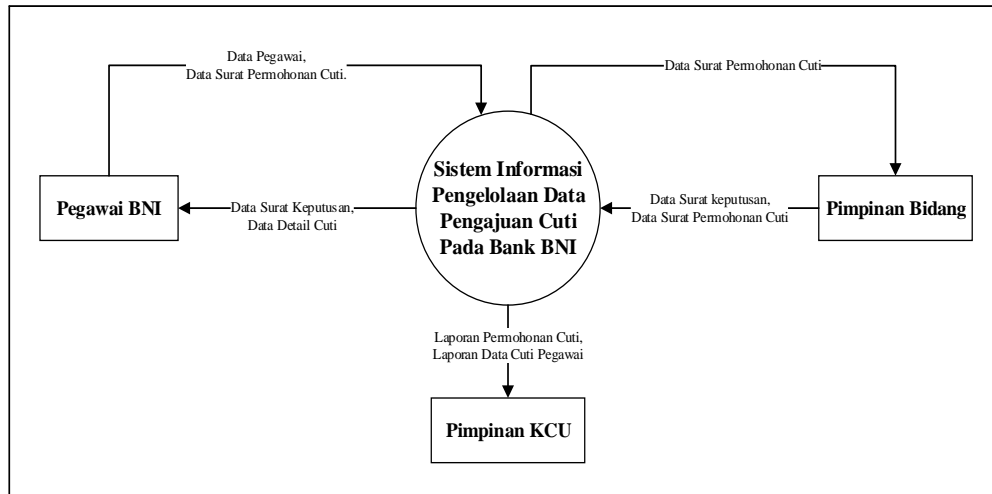 Data Pegawai,
Data Surat Permohonan Cuti.
Data Surat Permohonan Cuti
Sistem Informasi
Pengelolaan Data
Pengajuan Cuti
Pada Bank BNI
Pegawai BNI
Data Surat Keputusan,
Data Detail Cuti
Data Surat keputusan,
Data Surat Permohonan Cuti
Pimpinan Bidang
Laporan Permohonan Cuti,
Laporan Data Cuti Pegawai
Pimpinan KCU